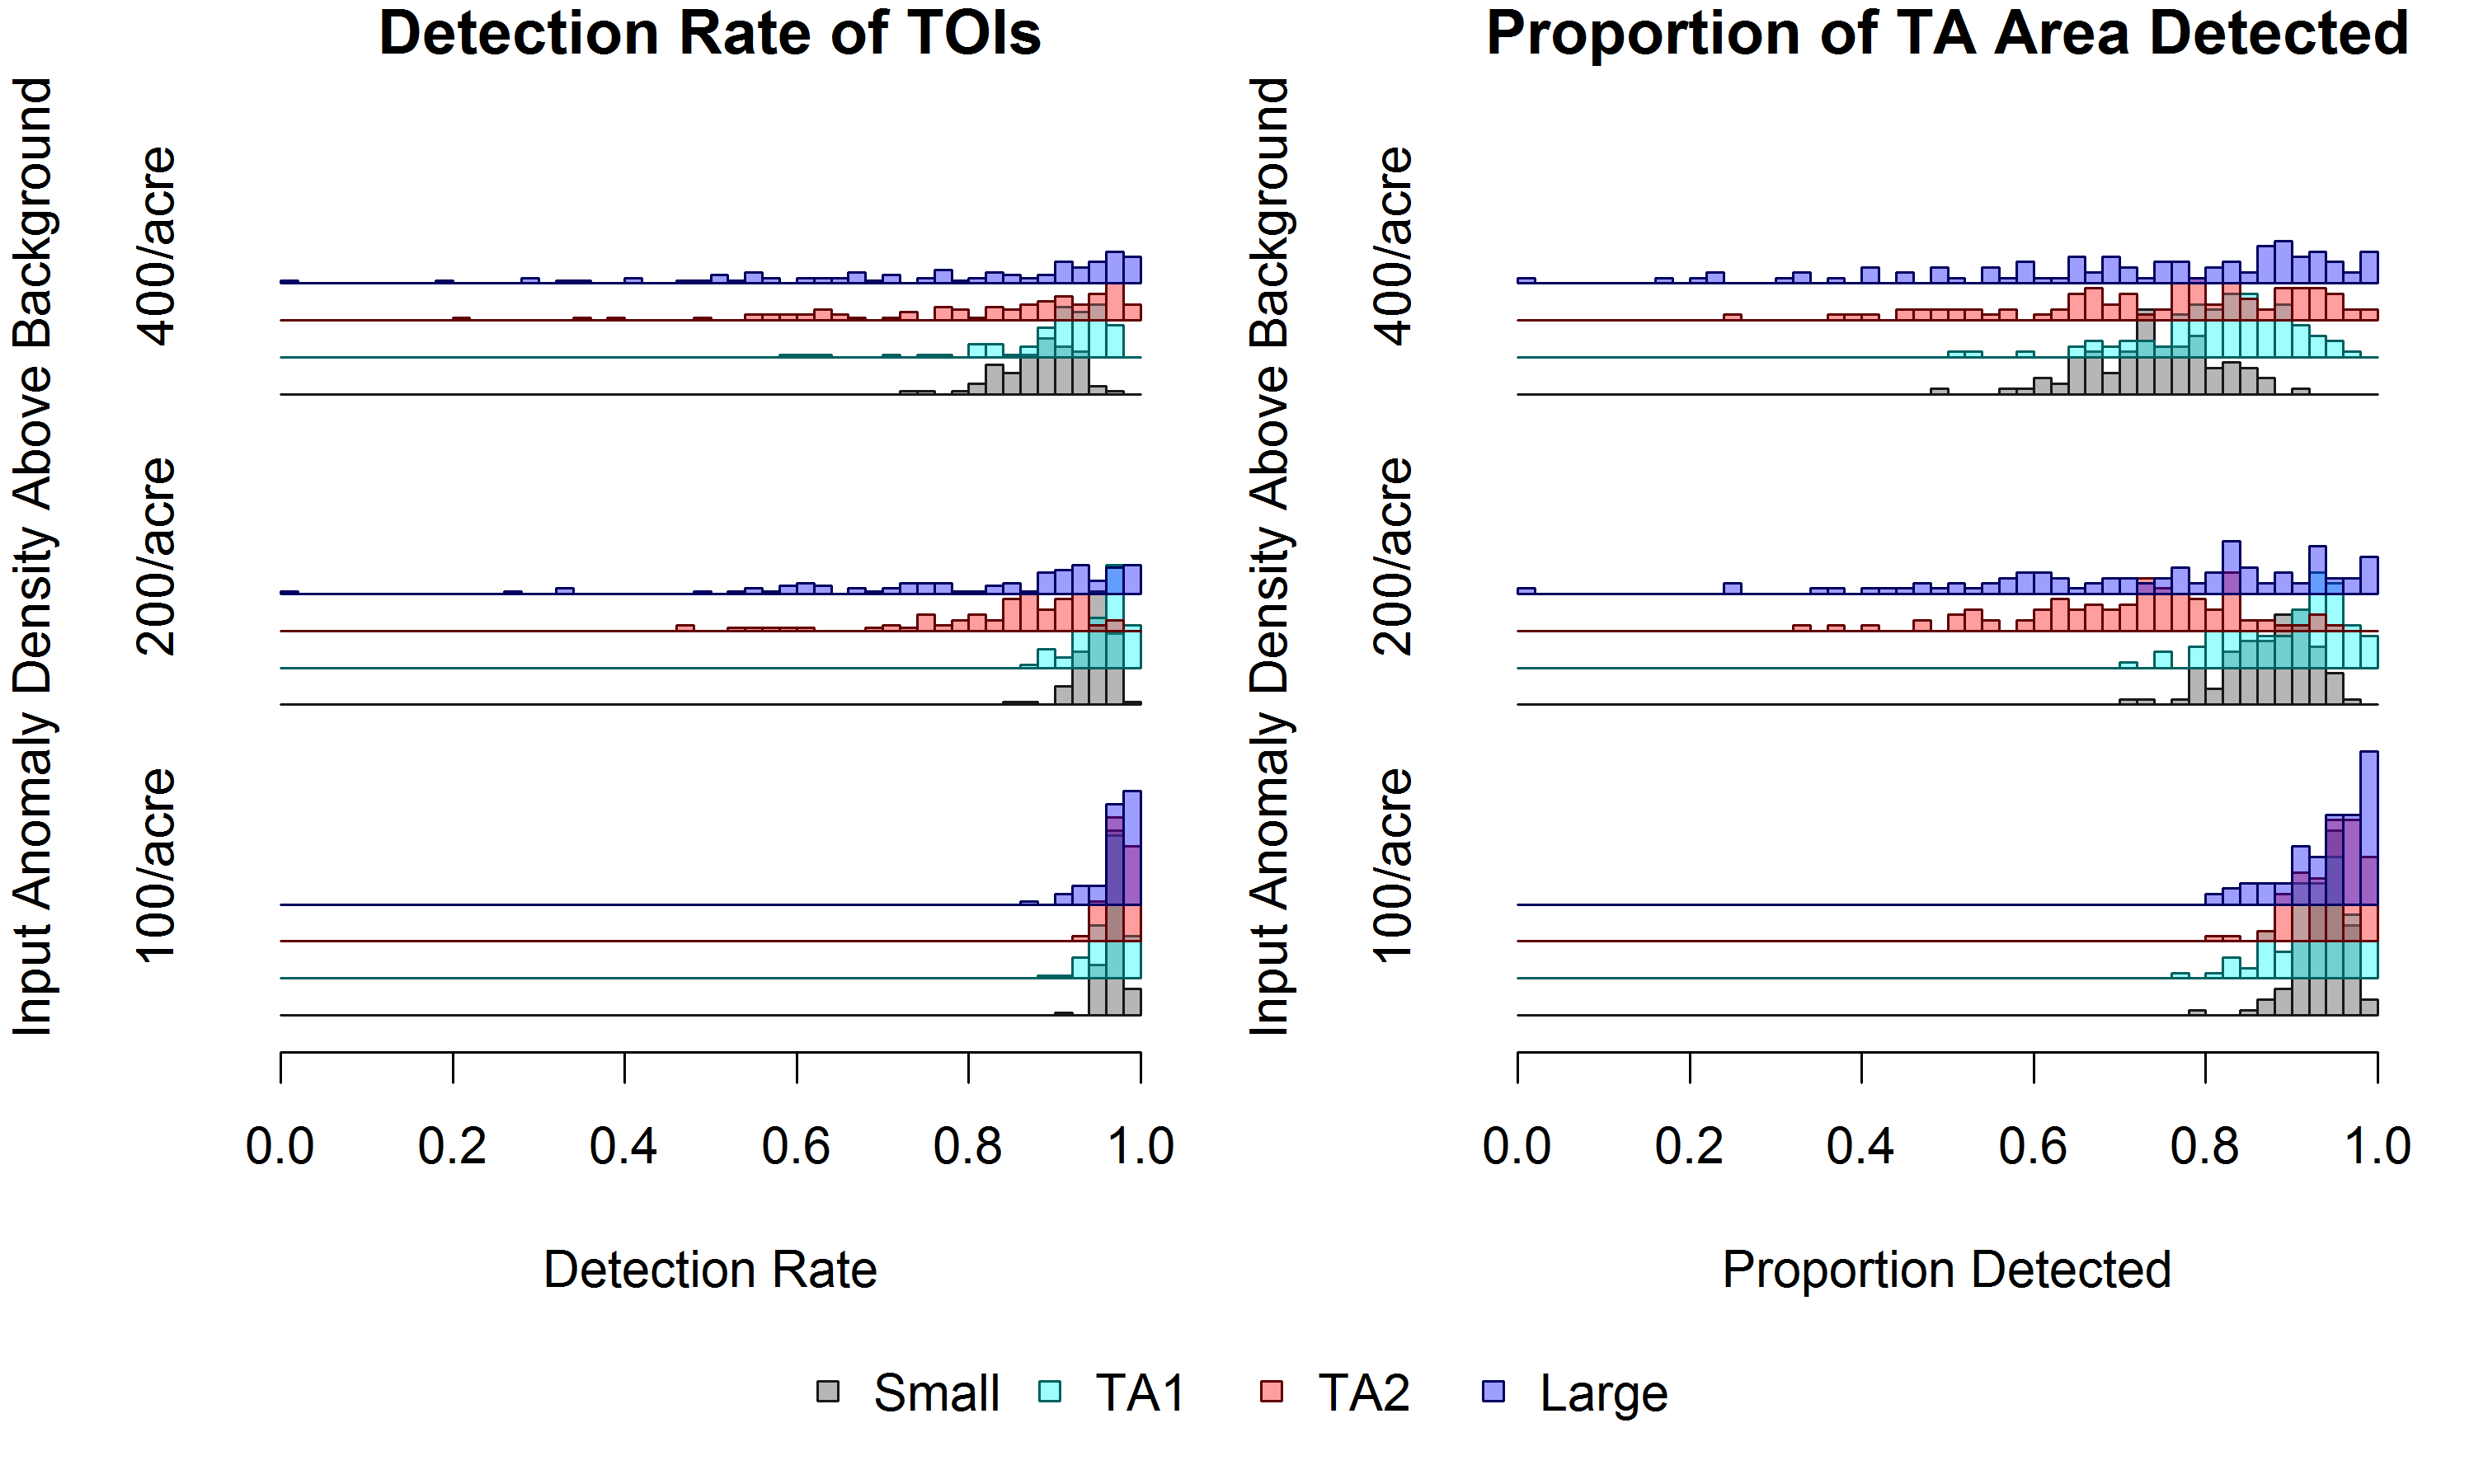 Detection Rate of TOIs
Input Anomaly Density Above Background
400/acre
200/acre
100/acre
0.0 0.2 0.4 0.6 0.8 1.0
Detection Rate
Proportion of TA Area Detected
Input Anomaly Density Above Background
400/acre
200/acre
100/acre
0.0 0.2 0.4 0.6 0.8 1.0
Proportion Detected
Small TA1 TA2 Large